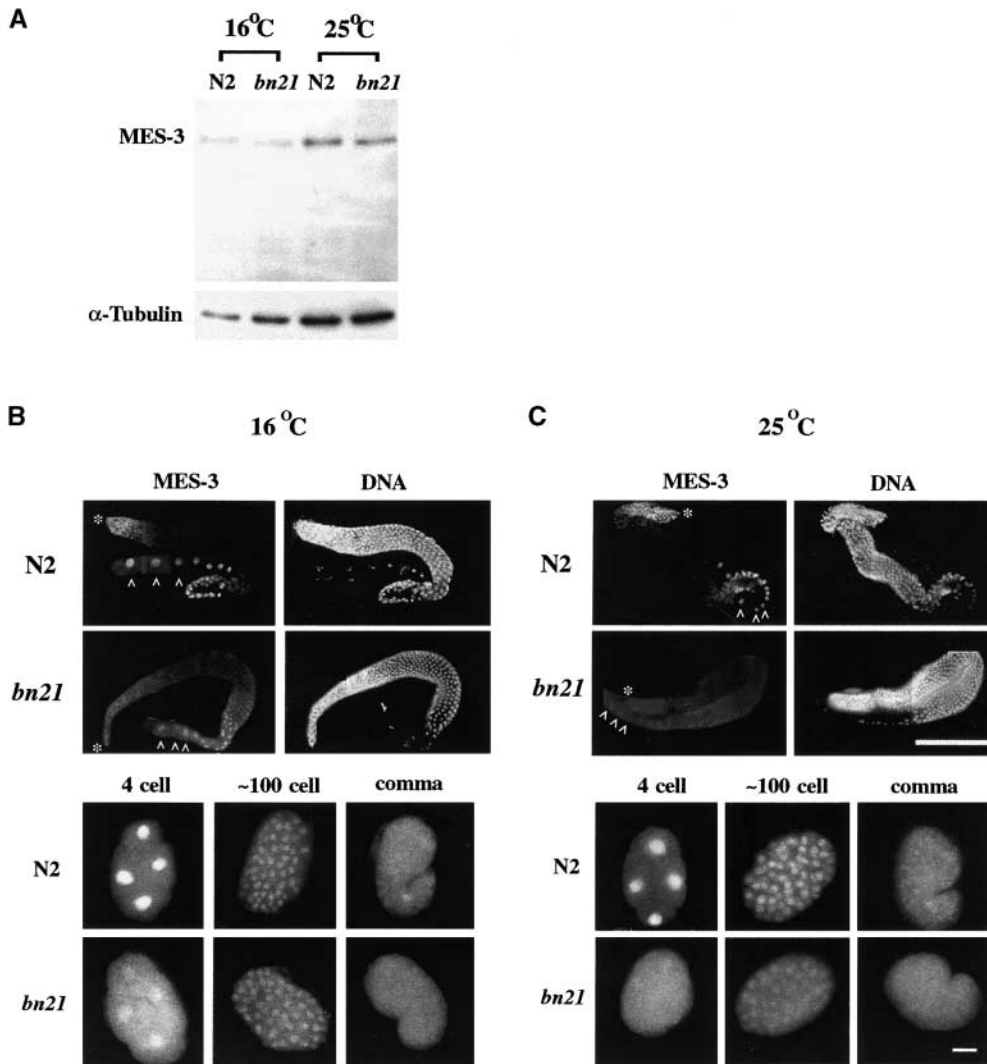 A
16°C 25°C
N2 bn21 N2 bn21
MES-3
α-Tubulin
B
16 °C
MES-3 DNA
N2
bn21
4 cell ~100 cell comma
N2
bn21
C
25 °C
MES-3 DNA
N2
bn21
4 cell ~100 cell comma
N2
bn21